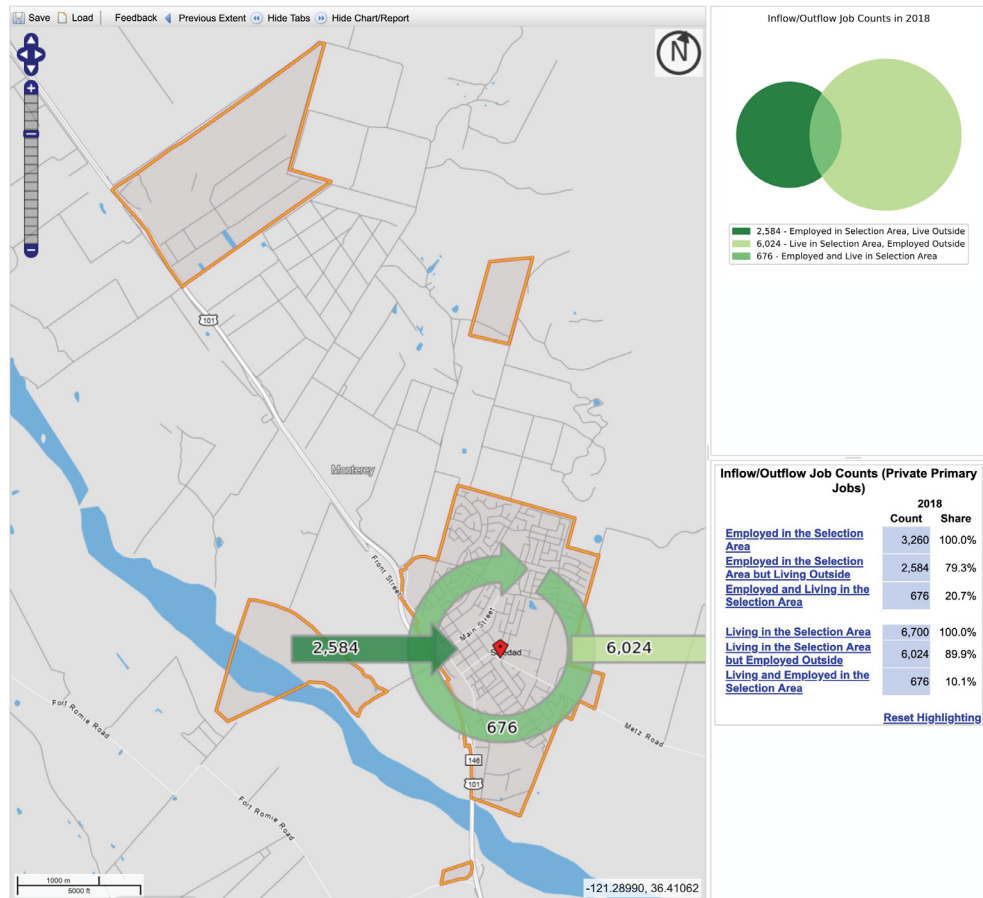 Save Load Feedback Previous Extent Hide Tabs Hide Chart/Report
N
101
Monterey
Front Street
Main Street
2,584
6,024
676
Fort Romie Road
Metz Road
146
101
Fort Romie Road
1000 m
5000 ft
-121.28990, 36.41062
Inflow/Outflow Job Counts in 2018
2,584 - Employed in Selection Area, Live Outside
6,024 - Live in Selection Area, Employed Outside
676 - Employed and Live in Selection Area
Inflow/Outflow Job Counts (Private Primary
Jobs)
2018
Count Share
Employed in the Selection
Area 3,260 100.0%
Employed in the Selection
Area but Living Outside 2,584 79.3%
Employed and Living in the
Selection Area 676 20.7%
Living in the Selection Area 6,700 100.0%
Living in the Selection Area
but Employed Outside 6,024 89.9%
Living and Employed in the
Selection Area 676 10.1%
Reset Highlighting